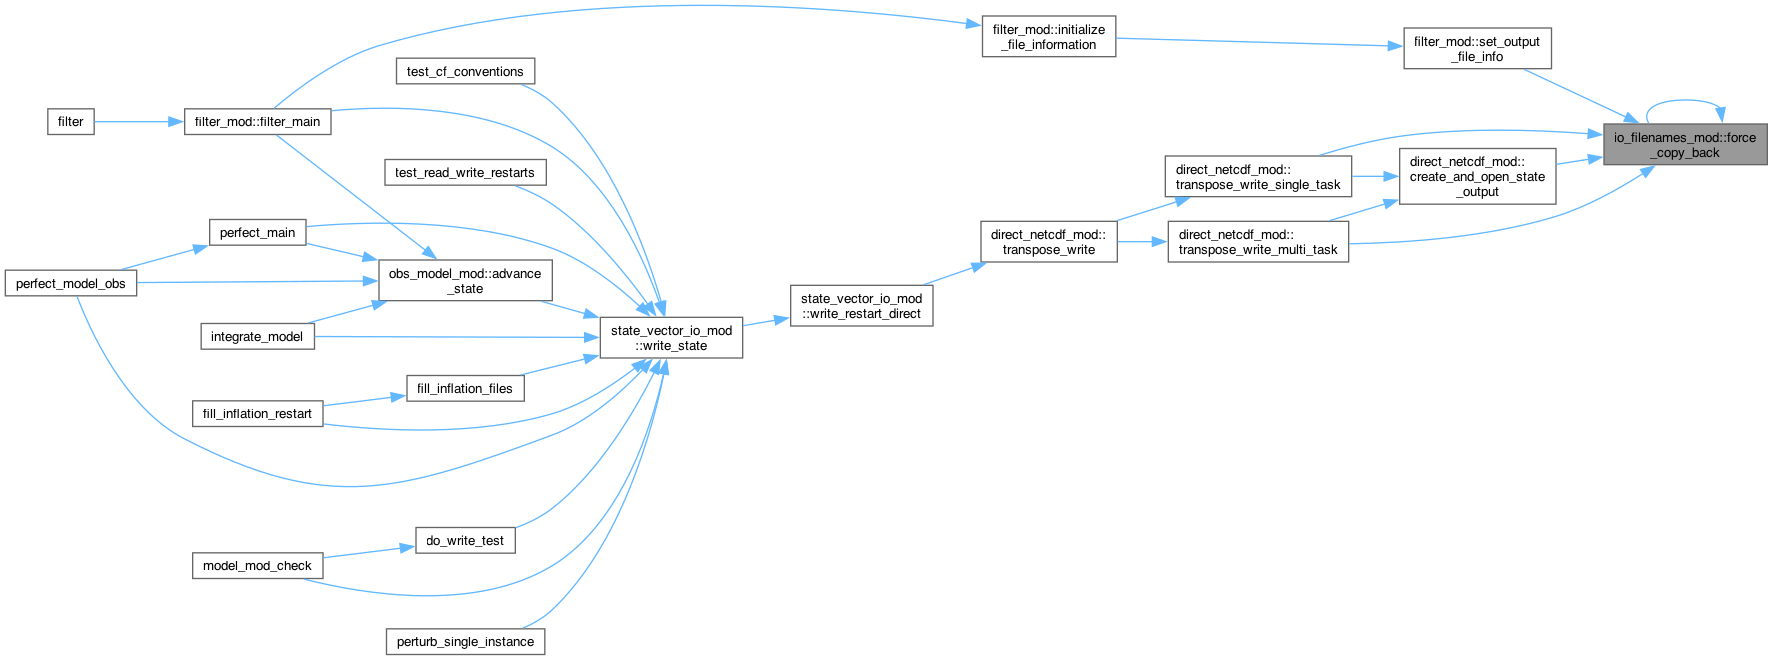 filter_mod::initialize
_file_information
filter_mod::set_output
_file_info
test_cf_conventions
filter
filter_mod::filter_main
io_filenames_mod::force
_copy_back
test_read_write_restarts
direct_netcdf_mod::
transpose_write_single_task
direct_netcdf_mod::
create_and_open_state
_output
perfect_main
direct_netcdf_mod::
transpose_write
direct_netcdf_mod::
transpose_write_multi_task
perfect_model_obs
obs_model_mod::advance
_state
state_vector_io_mod
::write_restart_direct
integrate_model
state_vector_io_mod
::write_state
fill_inflation_files
fill_inflation_restart
do_write_test
model_mod_check
perturb_single_instance